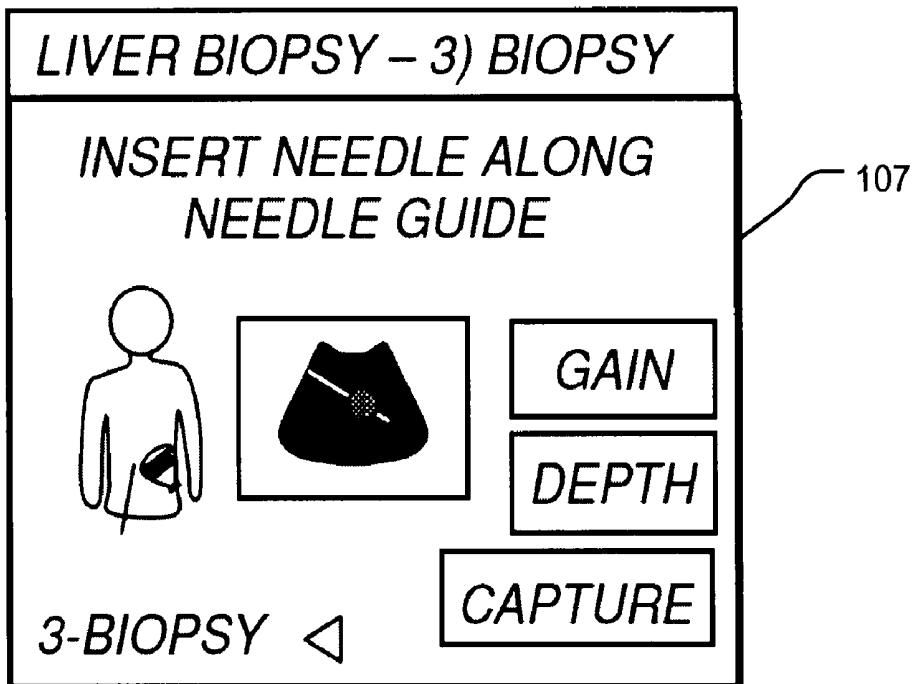 LIVER BIOPSY – 3) BIOPSY
INSERT NEEDLE ALONG
NEEDLE GUIDE
107
GAIN
DEPTH
CAPTURE
3-BIOPSY